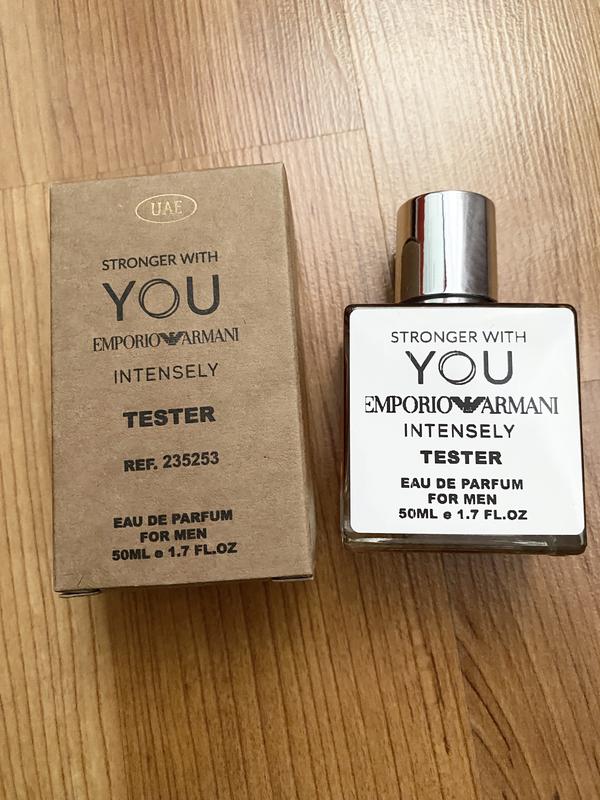 UAE
STRONGER WITH
YOU
EMPORIO ARMANI
INTENSELY
TESTER
REF. 235253
EAU DE PARFUM
FOR MEN
50ML e 1.7 FL.OZ
STRONGER WITH
YOU
EMPORIO ARMANI
INTENSELY
TESTER
EAU DE PARFUM
FOR MEN
50ML e 1.7 FL.OZ